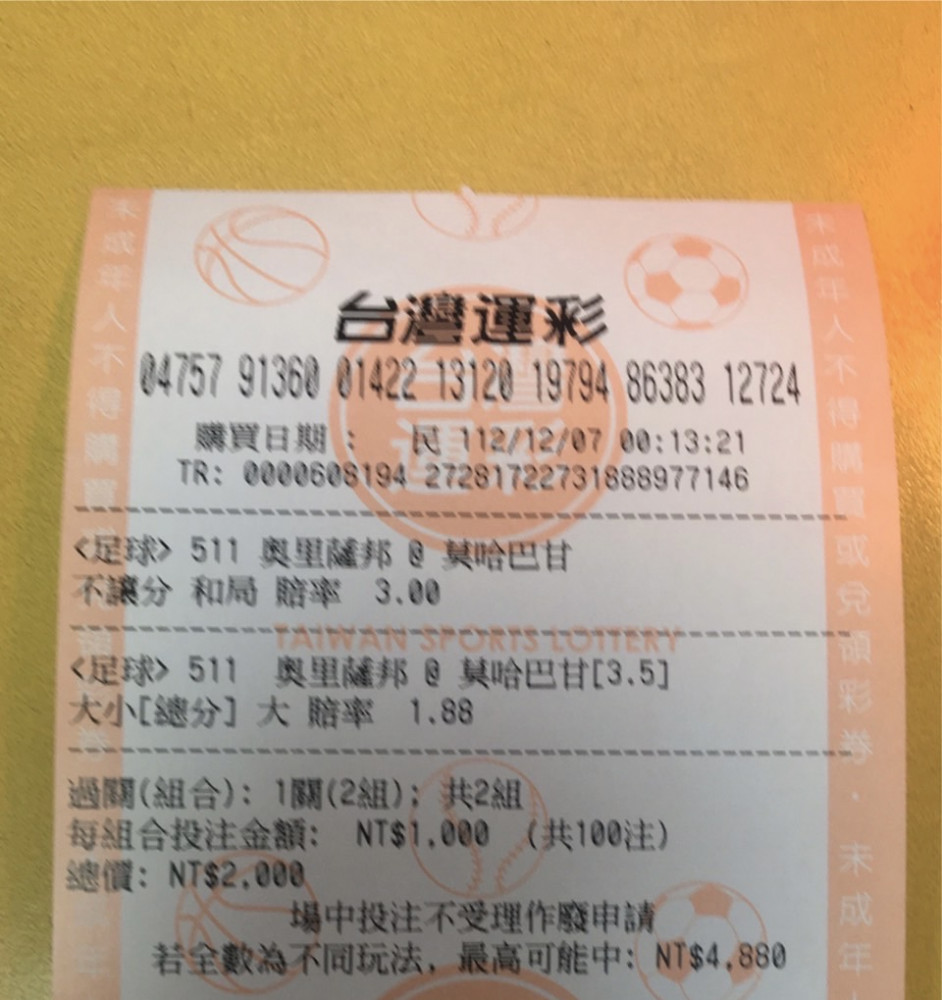 台灣運彩
04757 91360 01422 13120 19794 86383 12724
購買日期： 民 112/12/07 00:13:21
TR: 0000608194 27281722731888977146
<足球> 511 奧里薩邦 @ 莫哈巴甘
不讓分 和局 賠率 3.00
TAIWAN SPORTS LOTTERY
<足球> 511 奧里薩邦 @ 莫哈巴甘[3.5]
大小[總分] 大 賠率 1.88
過關(組合): 1關(2組); 共2組
每組合投注金額: NT$1,000 (共100注)
總價: NT$2,000
場中投注不受理作廢申請
若全數為不同玩法, 最高可能中: NT$4,880
未成年人不得購買或兌領彩券
未成年人不得購買或兌領彩券・未成年